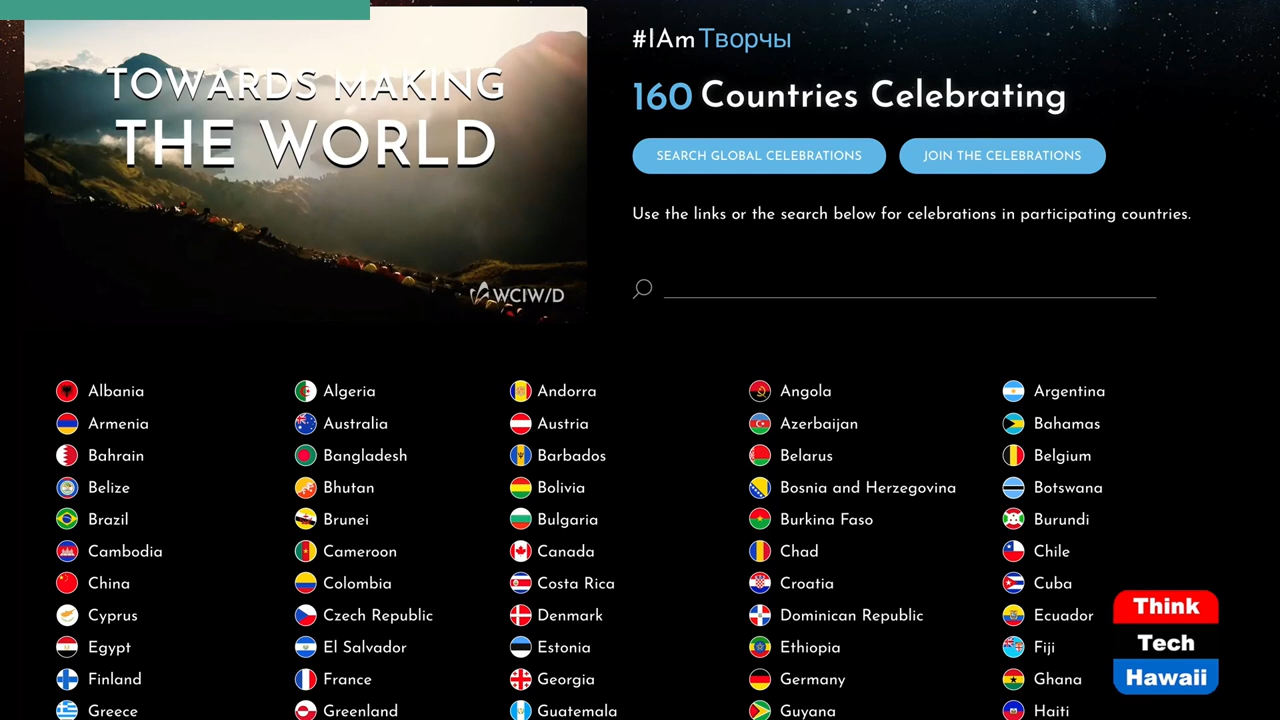 TOWARDS MAKING
THE WORLD
WCIW/D
#IAmТворчы
160 Countries Celebrating
SEARCH GLOBAL CELEBRATIONS
JOIN THE CELEBRATIONS
Use the links or the search below for celebrations in participating countries.
Albania Algeria Andorra Angola Argentina
Armenia Australia Austria Azerbaijan Bahamas
Bahrain Bangladesh Barbados Belarus Belgium
Belize Bhutan Bolivia Bosnia and Herzegovina Botswana
Brazil Brunei Bulgaria Burkina Faso Burundi
Cambodia Cameroon Canada Chad Chile
China Colombia Costa Rica Croatia Cuba
Cyprus Czech Republic Denmark Dominican Republic Ecuador
Egypt El Salvador Estonia Ethiopia Fiji
Finland France Georgia Germany Ghana
Greece Greenland Guatemala Guyana Haiti
Think
Tech
Hawaii